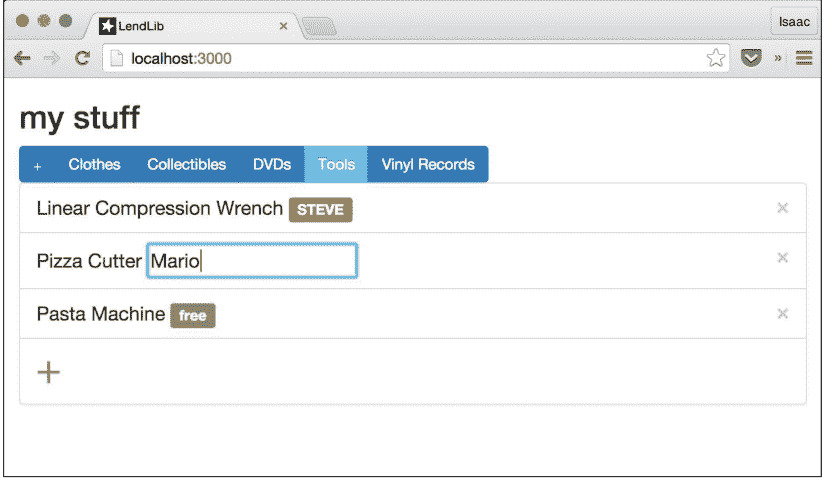 LendLib
Isaac
localhost:3000
my stuff
+ Clothes Collectibles DVDs Tools Vinyl Records
Linear Compression Wrench STEVE ×
Pizza Cutter Mario ×
Pasta Machine free ×
+